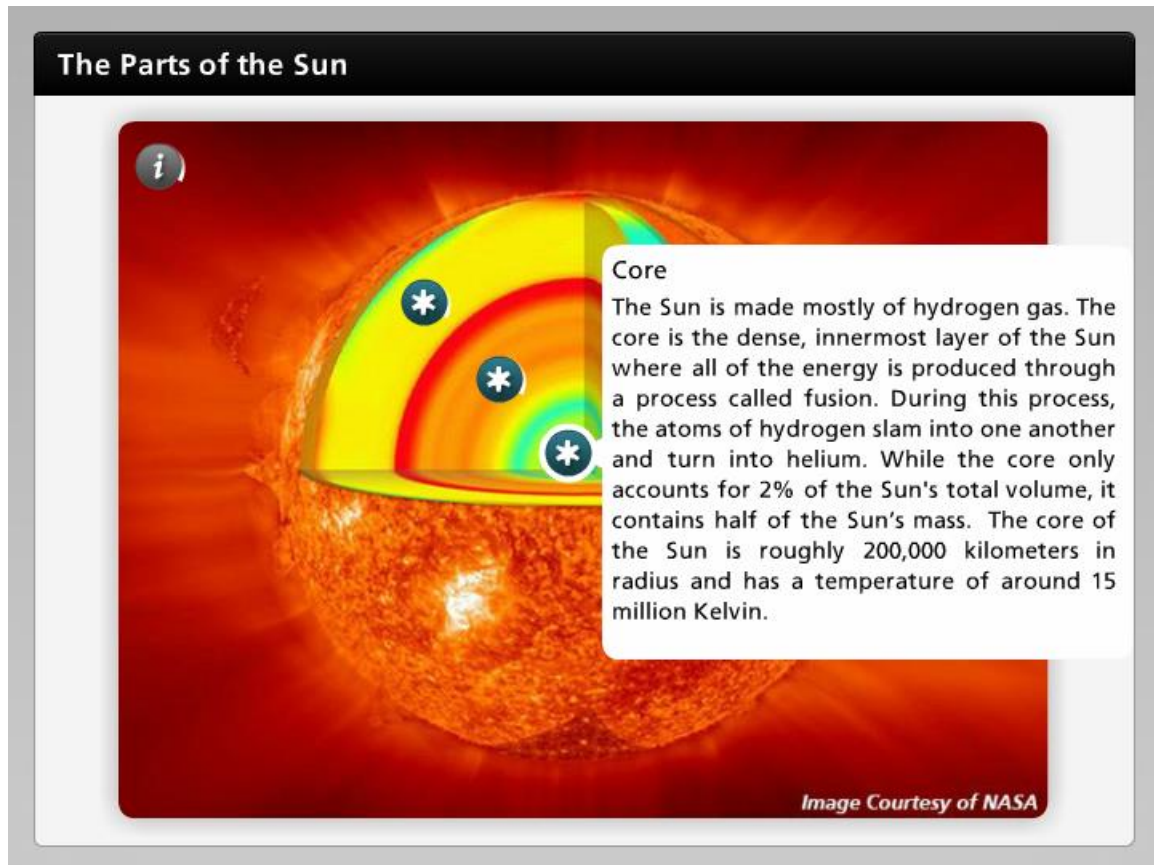 The Parts of the Sun
i
Core
The Sun is made mostly of hydrogen gas. The
core is the dense, innermost layer of the Sun
where all of the energy is produced through
a process called fusion. During this process,
the atoms of hydrogen slam into one another
and turn into helium. While the core only
accounts for 2% of the Sun's total volume, it
contains half of the Sun’s mass.  The core of
the Sun is roughly 200,000 kilometers in
radius and has a temperature of around 15
million Kelvin.
Image Courtesy of NASA